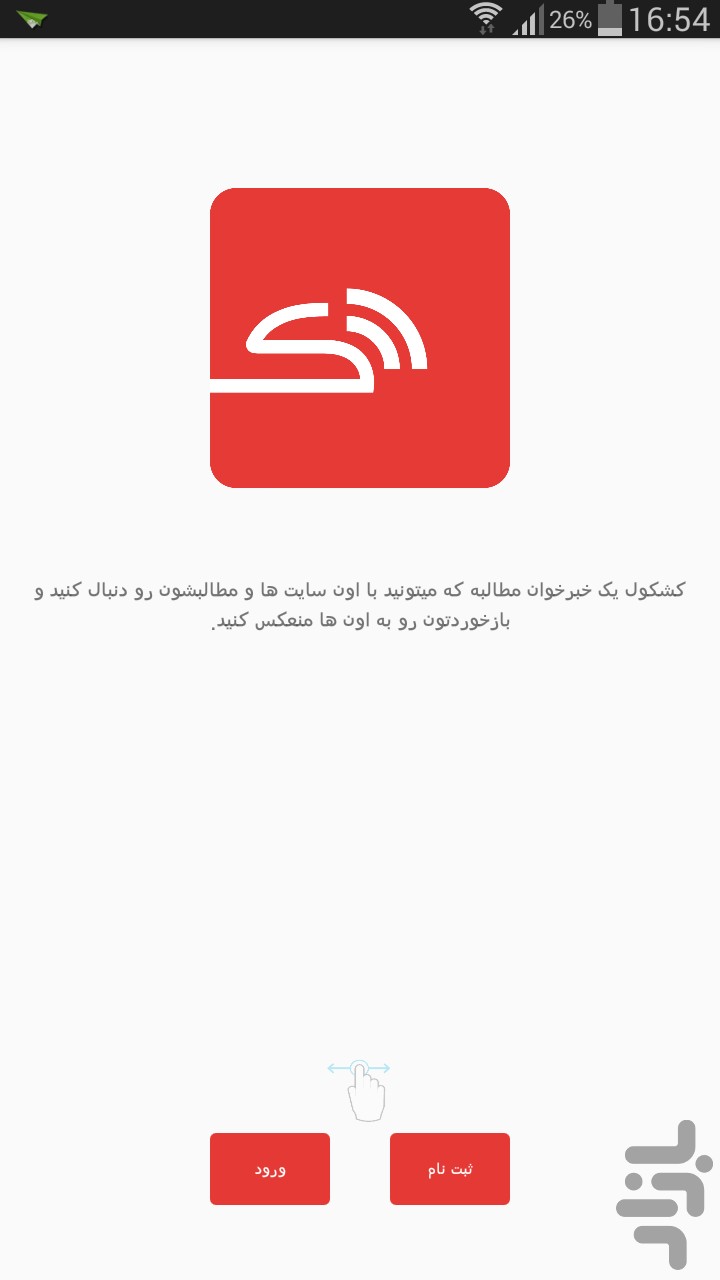 26% 16:54
ک
کشکول یک خبرخوان مطالبه که میتونید با اون سایت ها و مطالبشون رو دنبال کنید و
بازخوردتون رو به اون ها منعکس کنید.
ثبت نام
ورود
بازار